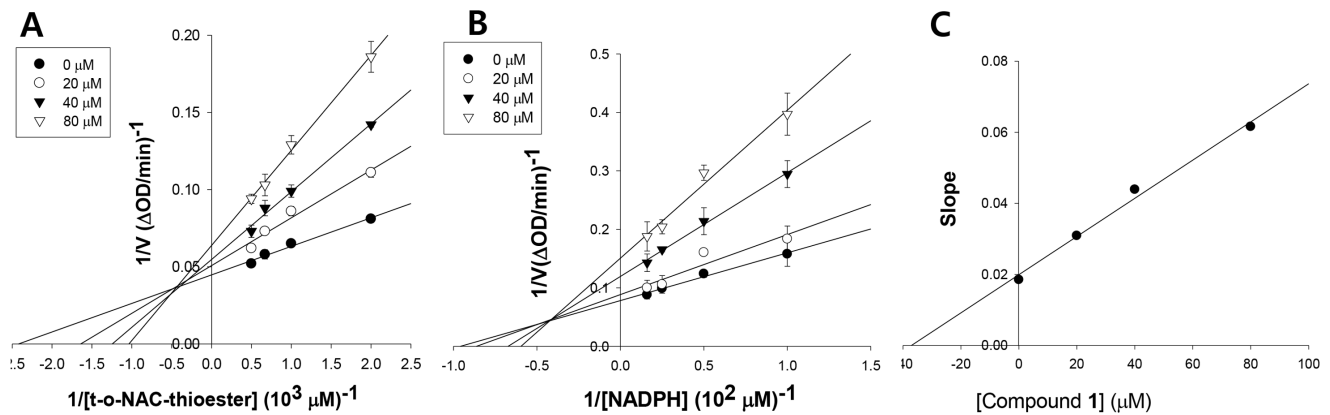 A
0 μM
20 μM
40 μM
80 μM
1/V (ΔOD/min)-1
0.20
0.15
0.10
0.05
0.00
-2.5 -2.0 -1.5 -1.0 -0.5 0.0 0.5 1.0 1.5 2.0 2.5
1/[t-o-NAC-thioester] (10³ μM)-1
B
0 μM
20 μM
40 μM
80 μM
1/V(ΔOD/min)-1
0.5
0.4
0.3
0.2
0.1
0.0
-1.0 -0.5 0.0 0.5 1.0 1.5
1/[NADPH] (10² μM)-1
C
Slope
0.08
0.06
0.04
0.02
0.00
-40 -20 0 20 40 60 80 100
[Compound 1] (μM)